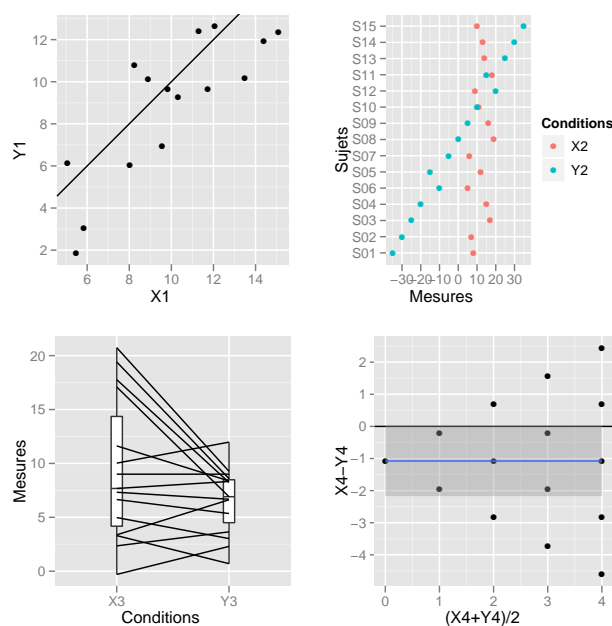 12
10
8
6
4
2
Y1
6 8 10 12 14
X1
S15
S14
S13
S11
S12
S10
S09
S08
S07
S05
S06
S04
S03
S02
S01
Sujets
−30−20−10 0 10 20 30
Mesures
Conditions
X2
Y2
20
15
10
5
0
Mesures
X3 Y3
Conditions
2
1
0
−1
−2
−3
−4
X4−Y4
0 1 2 3 4
(X4+Y4)/2